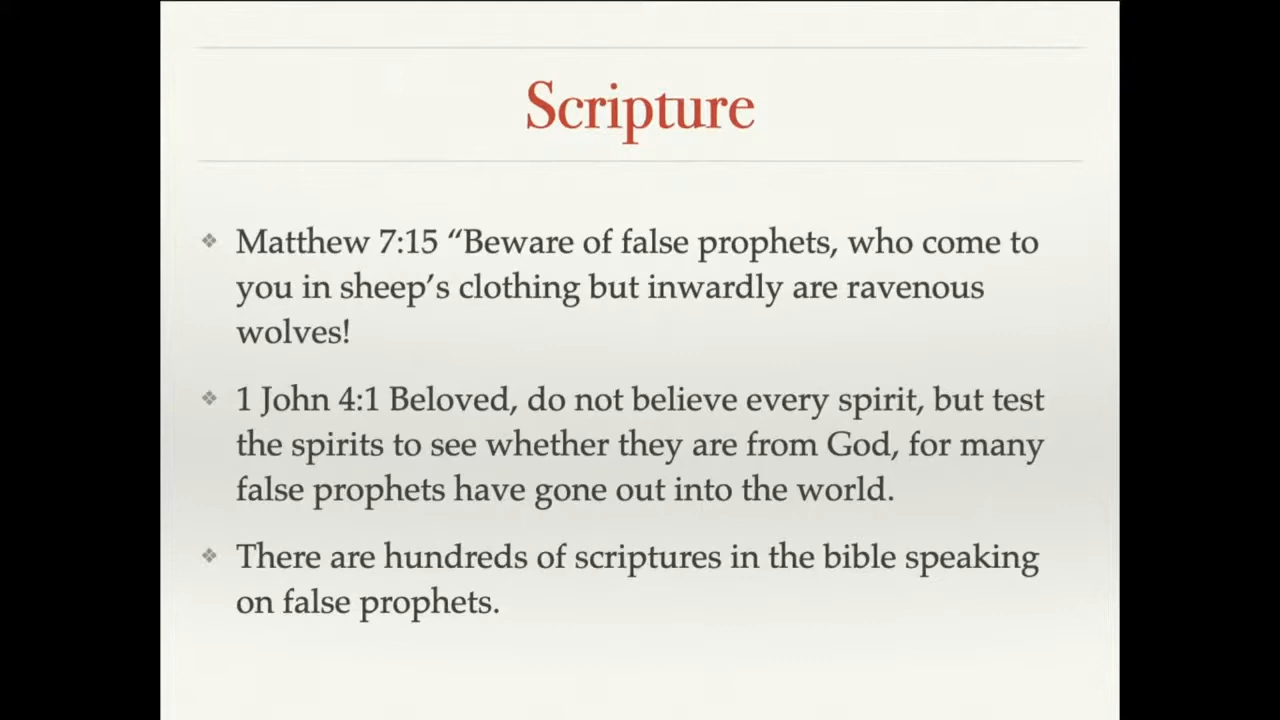 Scripture
❖ Matthew 7:15 “Beware of false prophets, who come to
you in sheep’s clothing but inwardly are ravenous
wolves!
❖ 1 John 4:1 Beloved, do not believe every spirit, but test
the spirits to see whether they are from God, for many
false prophets have gone out into the world.
❖ There are hundreds of scriptures in the bible speaking
on false prophets.